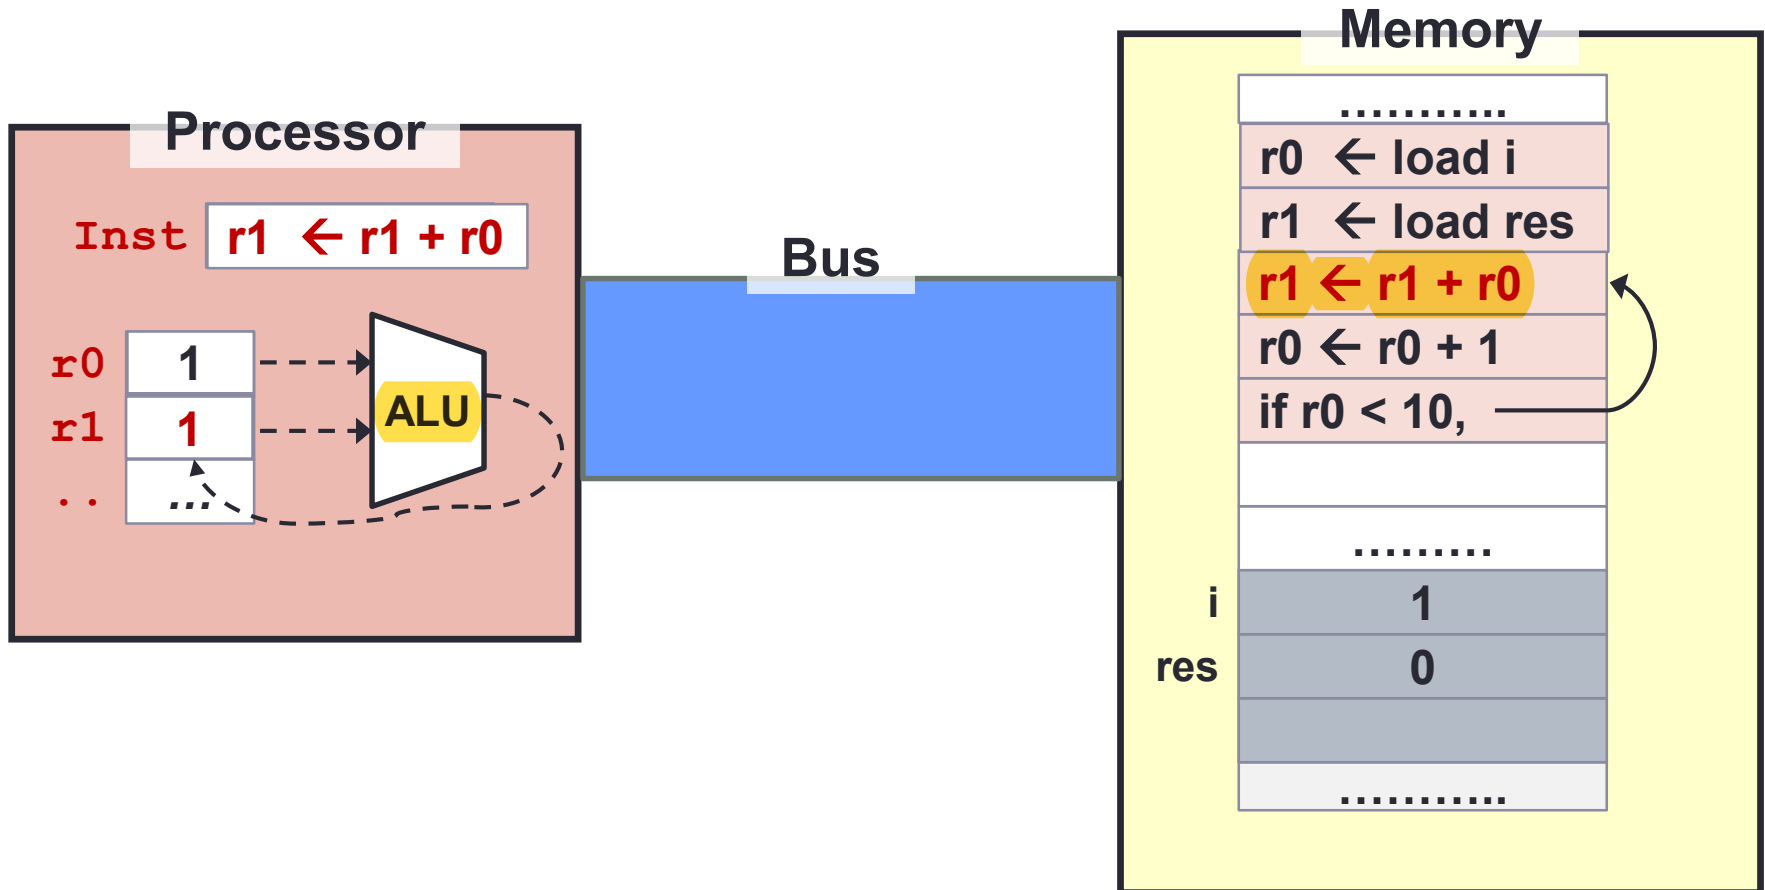 Processor
Inst r1 ← r1 + r0
r0 1
r1 1
.. ...
ALU
Bus
Memory
...........
r0 ← load i
r1 ← load res
r1 ← r1 + r0
r0 ← r0 + 1
if r0 < 10,
.........
i 1
res 0
...........